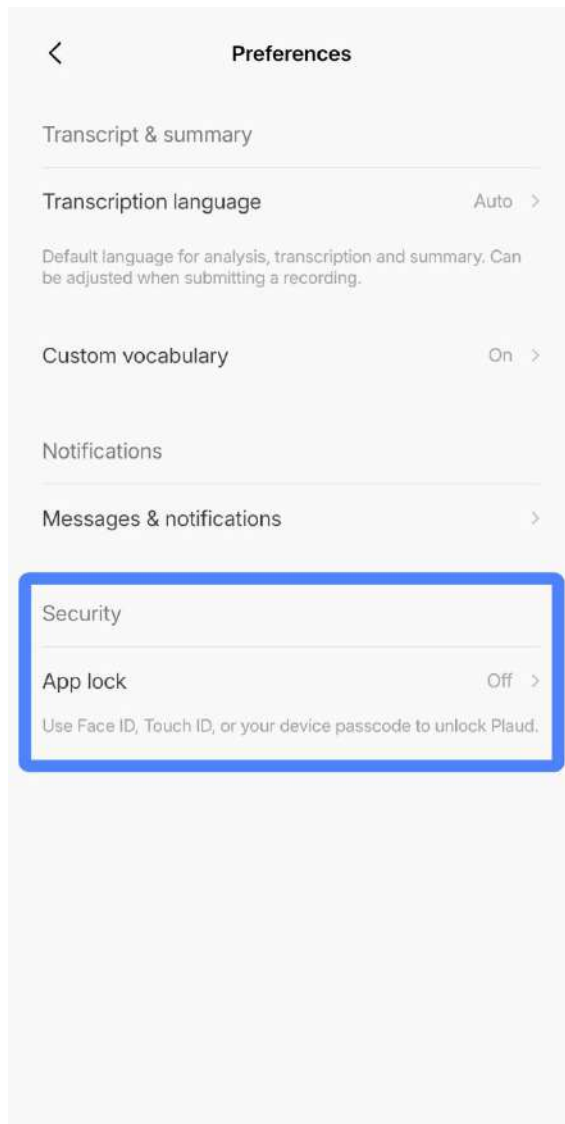 Preferences
Transcript & summary
Transcription language Auto
Default language for analysis, transcription and summary. Can
be adjusted when submitting a recording.
Custom vocabulary On
Notifications
Messages & notifications
Security
App lock Off
Use Face ID, Touch ID, or your device passcode to unlock Plaud.